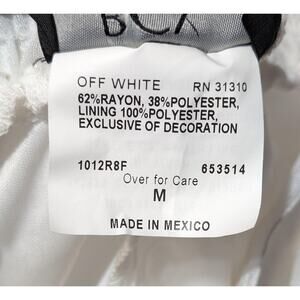 BCX
OFF WHITE RN 31310
62%RAYON, 38%POLYESTER,
LINING 100%POLYESTER,
EXCLUSIVE OF DECORATION
1012R8F 653514
Over for Care
M
MADE IN MEXICO